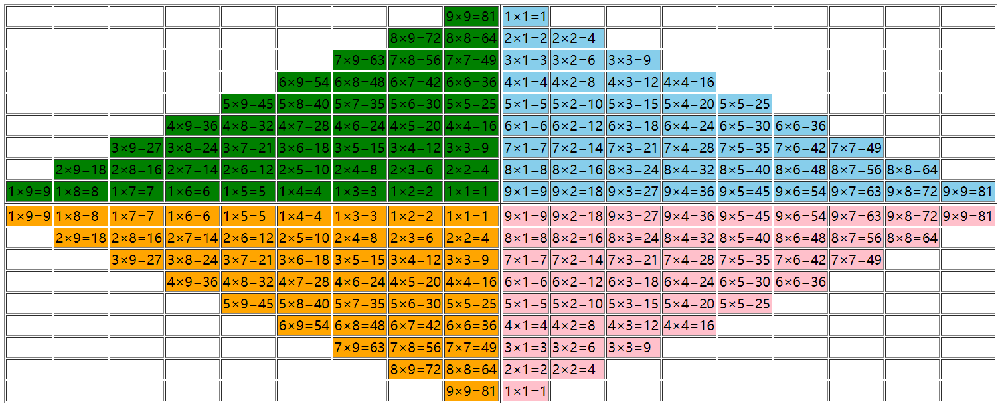 9×9=81 1×1=1
8×9=72 8×8=64 2×1=2 2×2=4
7×9=63 7×8=56 7×7=49 3×1=3 3×2=6 3×3=9
6×9=54 6×8=48 6×7=42 6×6=36 4×1=4 4×2=8 4×3=12 4×4=16
5×9=45 5×8=40 5×7=35 5×6=30 5×5=25 5×1=5 5×2=10 5×3=15 5×4=20 5×5=25
4×9=36 4×8=32 4×7=28 4×6=24 4×5=20 4×4=16 6×1=6 6×2=12 6×3=18 6×4=24 6×5=30 6×6=36
3×9=27 3×8=24 3×7=21 3×6=18 3×5=15 3×4=12 3×3=9 7×1=7 7×2=14 7×3=21 7×4=28 7×5=35 7×6=42 7×7=49
2×9=18 2×8=16 2×7=14 2×6=12 2×5=10 2×4=8 2×3=6 2×2=4 8×1=8 8×2=16 8×3=24 8×4=32 8×5=40 8×6=48 8×7=56 8×8=64
1×9=9 1×8=8 1×7=7 1×6=6 1×5=5 1×4=4 1×3=3 1×2=2 1×1=1 9×1=9 9×2=18 9×3=27 9×4=36 9×5=45 9×6=54 9×7=63 9×8=72 9×9=81
1×9=9 1×8=8 1×7=7 1×6=6 1×5=5 1×4=4 1×3=3 1×2=2 1×1=1 9×1=9 9×2=18 9×3=27 9×4=36 9×5=45 9×6=54 9×7=63 9×8=72 9×9=81
2×9=18 2×8=16 2×7=14 2×6=12 2×5=10 2×4=8 2×3=6 2×2=4 8×1=8 8×2=16 8×3=24 8×4=32 8×5=40 8×6=48 8×7=56 8×8=64
3×9=27 3×8=24 3×7=21 3×6=18 3×5=15 3×4=12 3×3=9 7×1=7 7×2=14 7×3=21 7×4=28 7×5=35 7×6=42 7×7=49
4×9=36 4×8=32 4×7=28 4×6=24 4×5=20 4×4=16 6×1=6 6×2=12 6×3=18 6×4=24 6×5=30 6×6=36
5×9=45 5×8=40 5×7=35 5×6=30 5×5=25 5×1=5 5×2=10 5×3=15 5×4=20 5×5=25
6×9=54 6×8=48 6×7=42 6×6=36 4×1=4 4×2=8 4×3=12 4×4=16
7×9=63 7×8=56 7×7=49 3×1=3 3×2=6 3×3=9
8×9=72 8×8=64 2×1=2 2×2=4
9×9=81 1×1=1